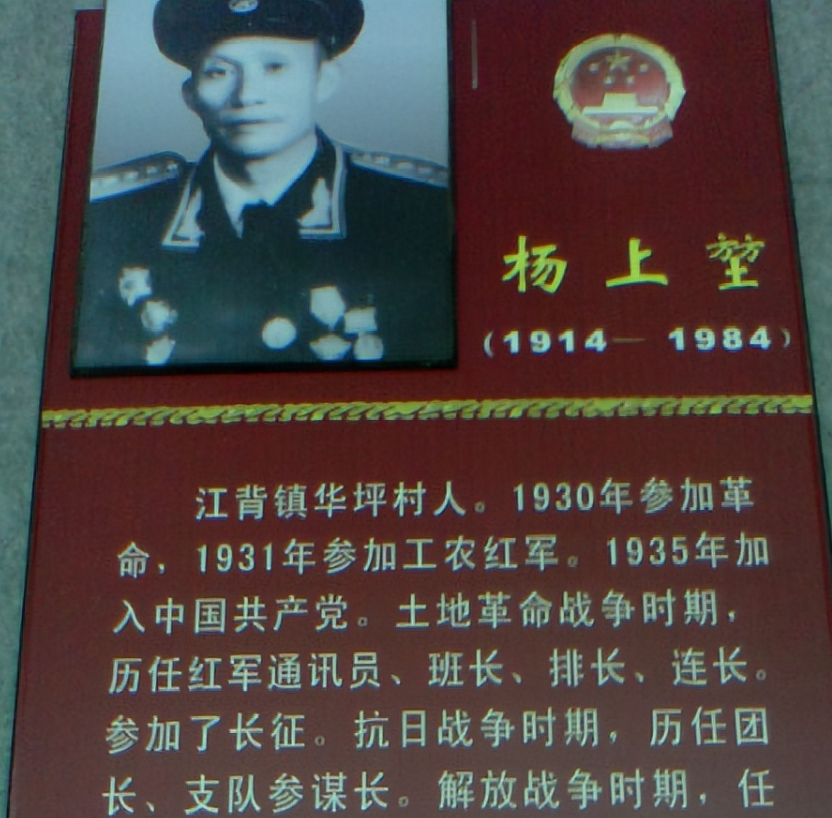 杨上堃
(1914— 1984)
江背镇华坪村人。1930年参加革
命，1931年参加工农红军。1935年加
入中国共产党。土地革命战争时期，
历任红军通讯员、班长、排长、连长。
参加了长征。抗日战争时期，历任团
长、支队参谋长。解放战争时期，任